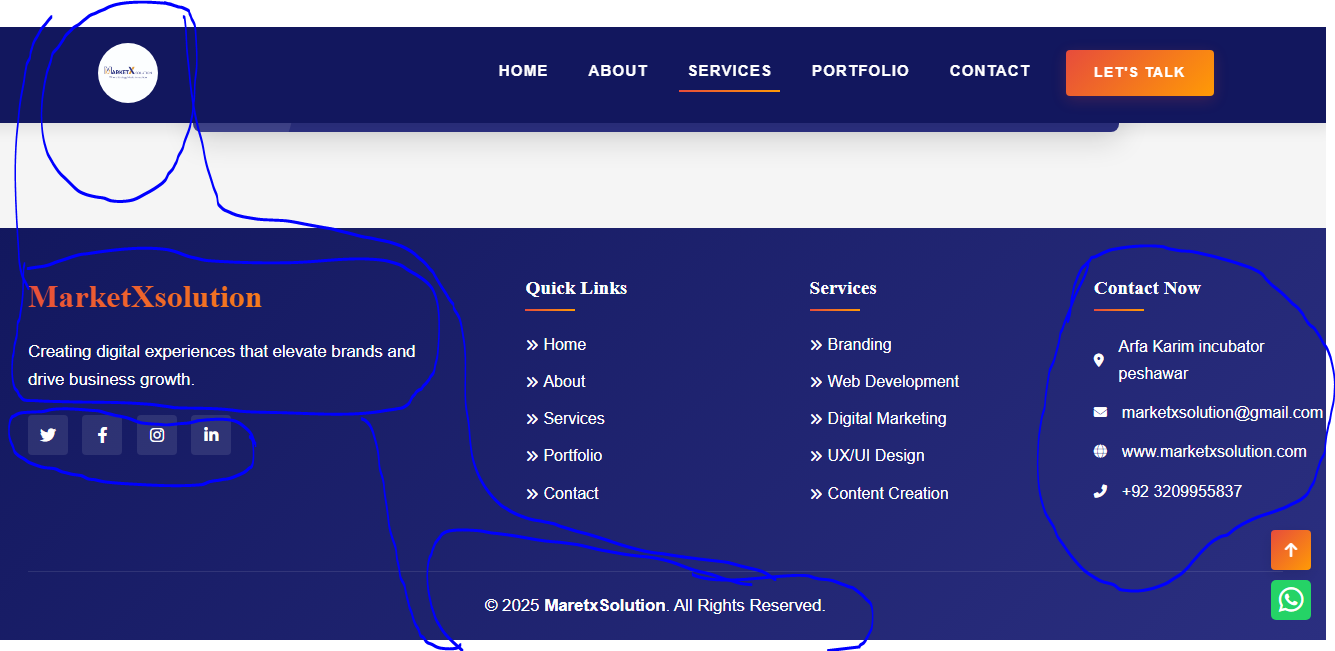 MARKETX
HOME ABOUT SERVICES PORTFOLIO CONTACT LET'S TALK
MarketXsolution
Creating digital experiences that elevate brands and
drive business growth.
Quick Links
Home
About
Services
Portfolio
Contact
Services
Branding
Web Development
Digital Marketing
UX/UI Design
Content Creation
Contact Now
Arfa Karim incubator
peshawar
marketxsolution@gmail.com
www.marketxsolution.com
+92 3209955837
© 2025 MaretxSolution. All Rights Reserved.